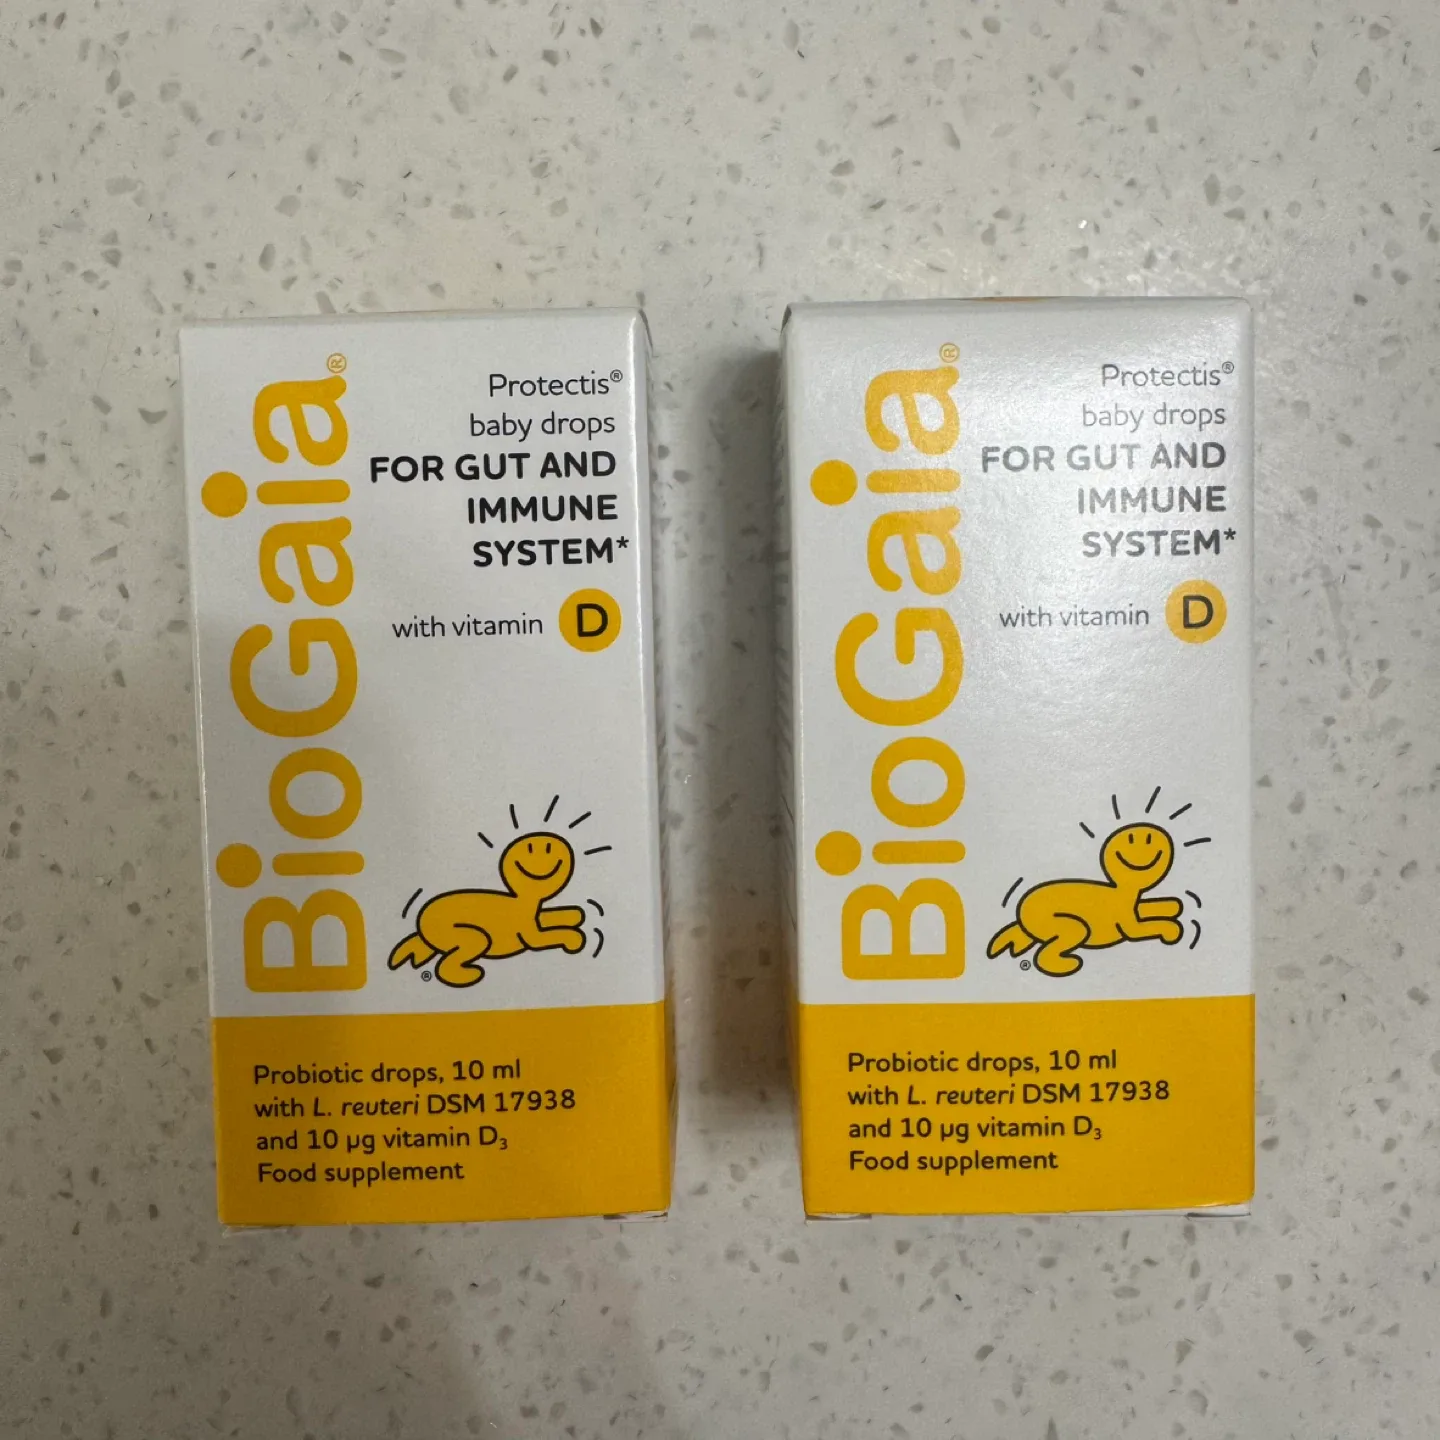 BioGaia®
Protectis®
baby drops
FOR GUT AND
IMMUNE
SYSTEM*
with vitamin D
®
Probiotic drops, 10 ml
with L. reuteri DSM 17938
and 10 µg vitamin D₃
Food supplement
BioGaia®
Protectis®
baby drops
FOR GUT AND
IMMUNE
SYSTEM*
with vitamin D
®
Probiotic drops, 10 ml
with L. reuteri DSM 17938
and 10 µg vitamin D₃
Food supplement